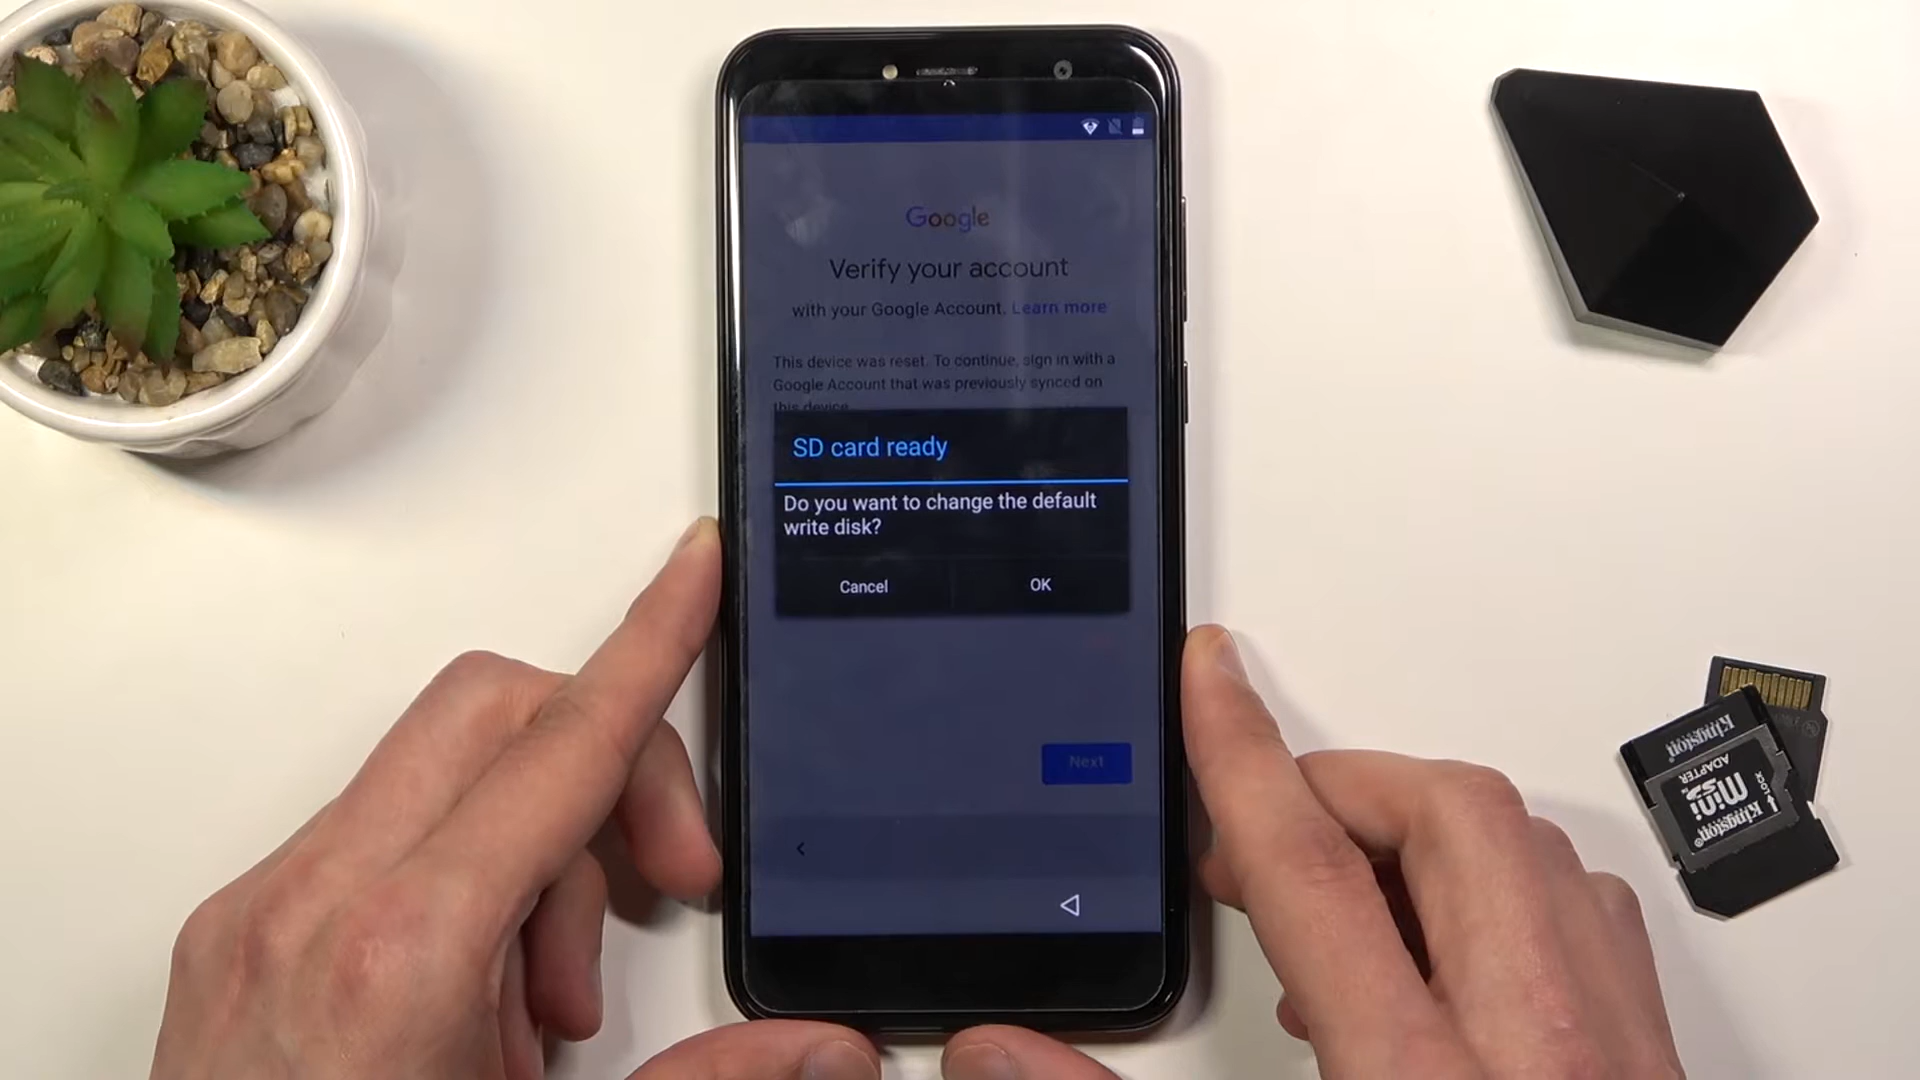 Google
Verify your account
with your Google Account. Learn more
This device was reset. To continue, sign in with a
Google Account that was previously synced on
this device.
SD card ready
Do you want to change the default
write disk?
Cancel OK
Next
Kingston
ADAPTER
mini
SD
LOCK
Kingston